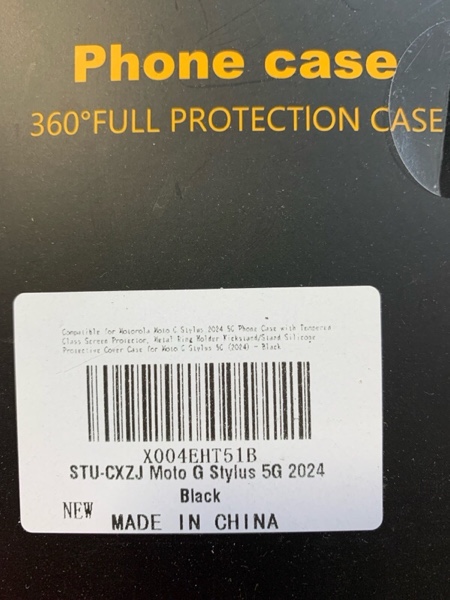 Phone case
360°FULL PROTECTION CASE
Compatible for Motorola Moto G Stylus 2024 5G Phone Case with Tempered
Glass Screen Protector, Metal Ring Holder Kickstand/Stand Silicone
Protective Cover Case for Moto G Stylus 5G (2024) - Black
X004EHT51B
STU-CXZJ Moto G Stylus 5G 2024
Black
NEW
MADE IN CHINA